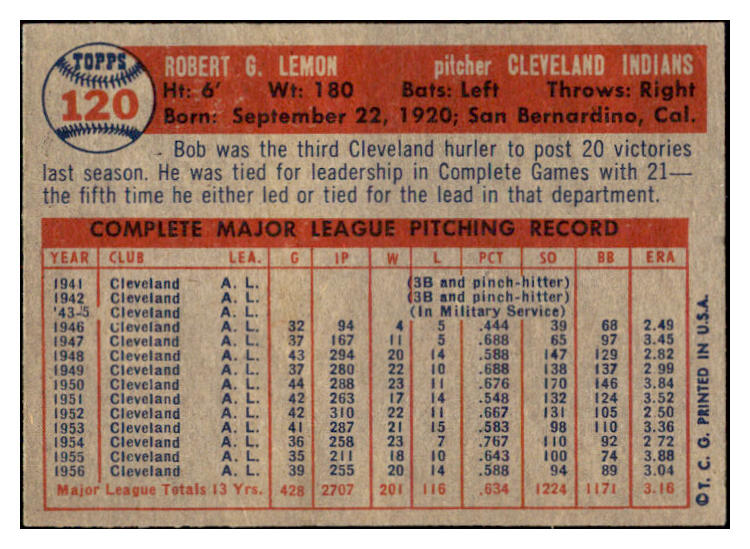 TOPPS
120
ROBERT G. LEMON pitcher CLEVELAND INDIANS
Ht: 6' Wt: 180 Bats: Left Throws: Right
Born: September 22, 1920; San Bernardino, Cal.
Bob was the third Cleveland hurler to post 20 victories
last season. He was tied for leadership in Complete Games with 21—
the fifth time he either led or tied for the lead in that department.
COMPLETE MAJOR LEAGUE PITCHING RECORD
YEAR CLUB LEA. G IP W L PCT SO BB ERA
1941 Cleveland A. L. (3B and pinch-hitter)
1942 Cleveland A. L. (3B and pinch-hitter)
'43-5 Cleveland A. L. (In Military Service)
1946 Cleveland A. L. 32 94 4 5 .444 39 68 2.49
1947 Cleveland A. L. 37 167 11 5 .688 65 97 3.45
1948 Cleveland A. L. 43 294 20 14 .588 147 129 2.82
1949 Cleveland A. L. 37 280 22 10 .688 138 137 2.99
1950 Cleveland A. L. 44 288 23 11 .676 170 146 3.84
1951 Cleveland A. L. 42 263 17 14 .548 132 124 3.52
1952 Cleveland A. L. 42 310 22 11 .667 131 105 2.50
1953 Cleveland A. L. 41 287 21 15 .583 98 110 3.36
1954 Cleveland A. L. 36 258 23 7 .767 110 92 2.72
1955 Cleveland A. L. 35 211 18 10 .643 100 74 3.88
1956 Cleveland A. L. 39 255 20 14 .588 94 89 3.04
Major League Totals 13 Yrs. 428 2707 201 116 .634 1224 1171 3.16
©T. C. G. PRINTED IN U.S.A.